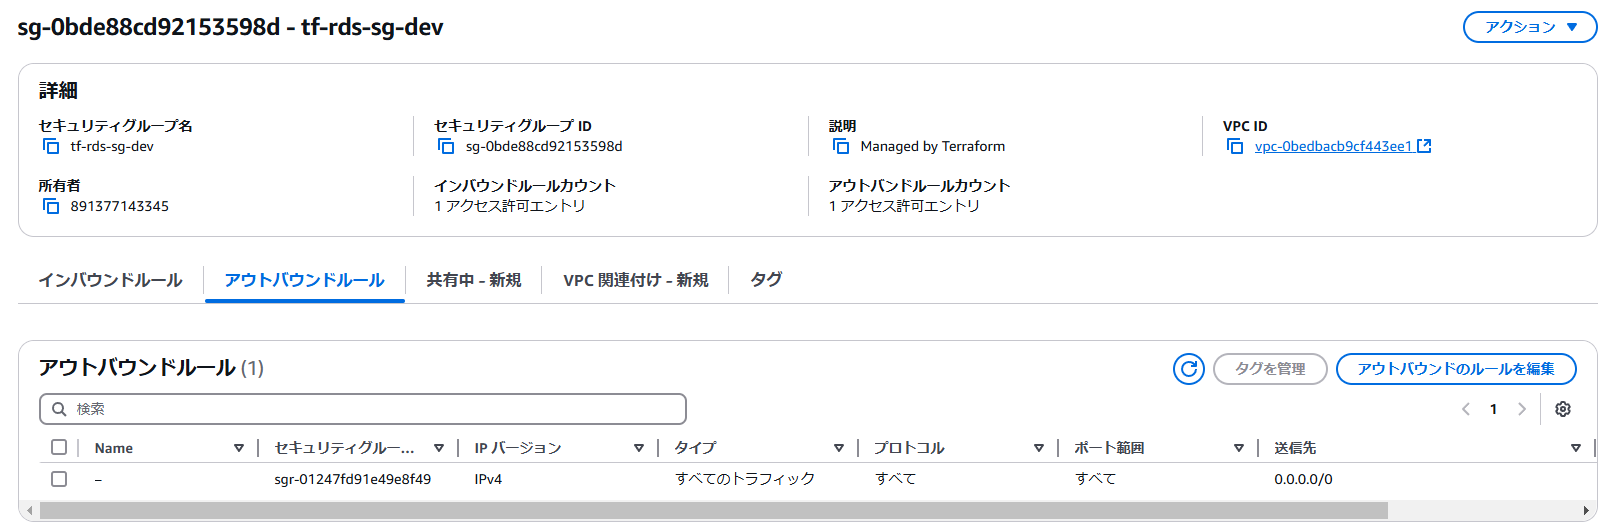 sg-0bde88cd92153598d - tf-rds-sg-dev
アクション
詳細
セキュリティグループ名
tf-rds-sg-dev
セキュリティグループ ID
sg-0bde88cd92153598d
説明
Managed by Terraform
VPC ID
vpc-0bedbacb9cf443ee1
所有者
891377143345
インバウンドルールカウント
1 アクセス許可エントリ
アウトバンドルールカウント
1 アクセス許可エントリ
インバウンドルール アウトバウンドルール 共有中 - 新規 VPC 関連付け - 新規 タグ
アウトバウンドルール (1)
タグを管理
アウトバウンドのルールを編集
検索
1
Name セキュリティグルー... IP バージョン タイプ プロトコル ポート範囲 送信先
– sgr-01247fd91e49e8f49 IPv4 すべてのトラフィック すべて すべて 0.0.0.0/0